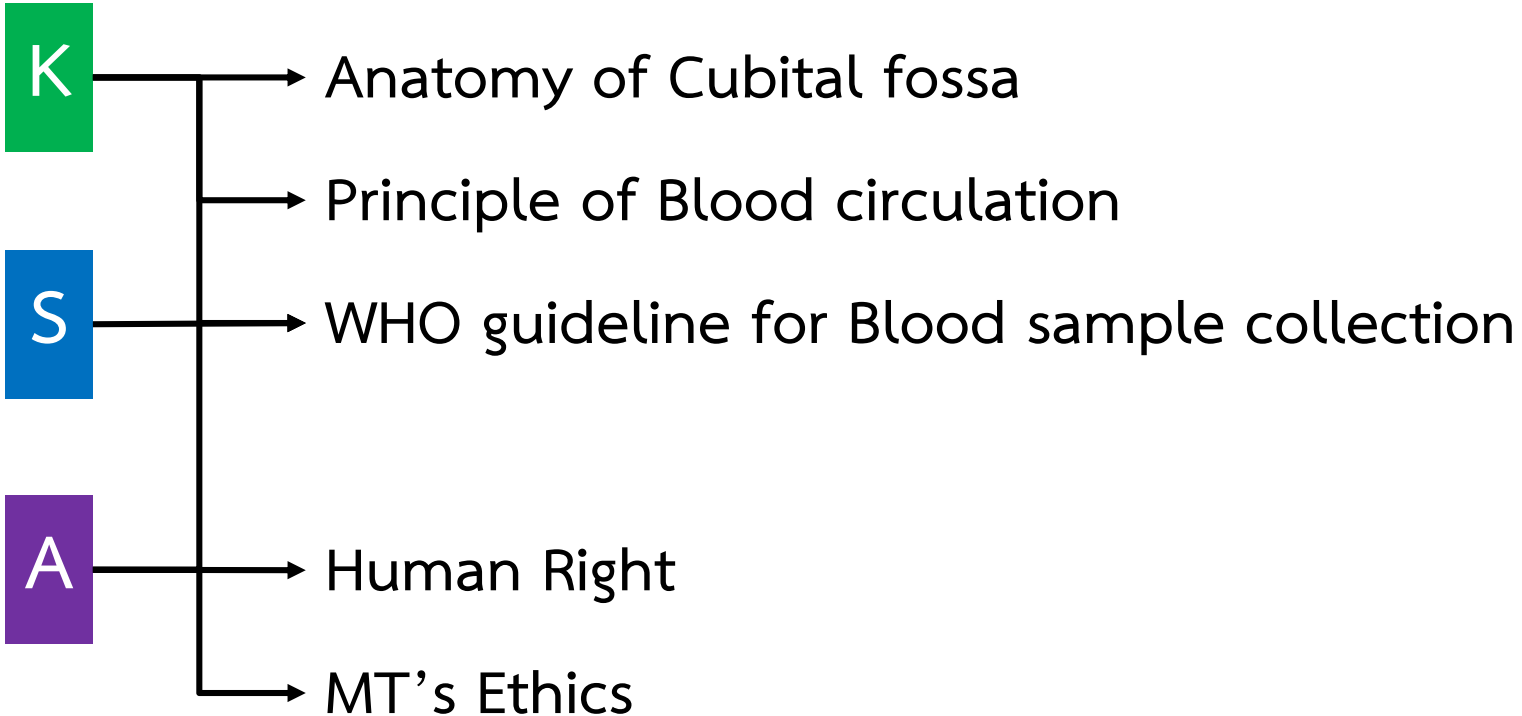 K
Anatomy of Cubital fossa
Principle of Blood circulation
S
WHO guideline for Blood sample collection
A
Human Right
MT’s Ethics